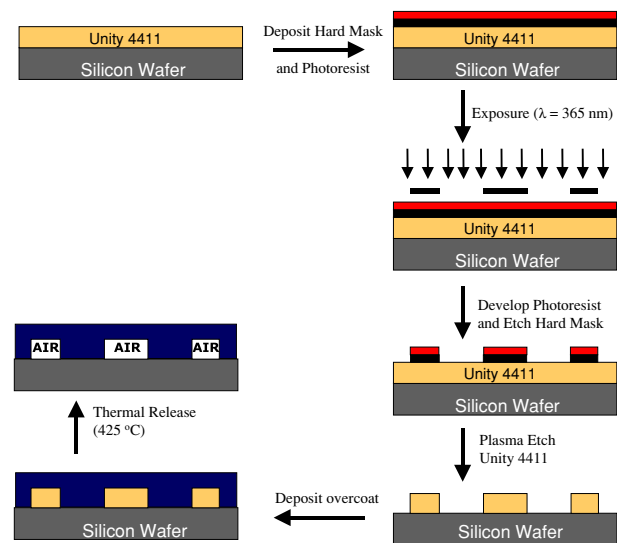 Unity 4411
Silicon Wafer
Deposit Hard Mask
and Photoresist
Unity 4411
Silicon Wafer
Exposure (λ = 365 nm)
Unity 4411
Silicon Wafer
Develop Photoresist
and Etch Hard Mask
Unity 4411
Silicon Wafer
Plasma Etch
Unity 4411
Silicon Wafer
Deposit overcoat
Silicon Wafer
Thermal Release
(425 °C)
AIR AIR AIR